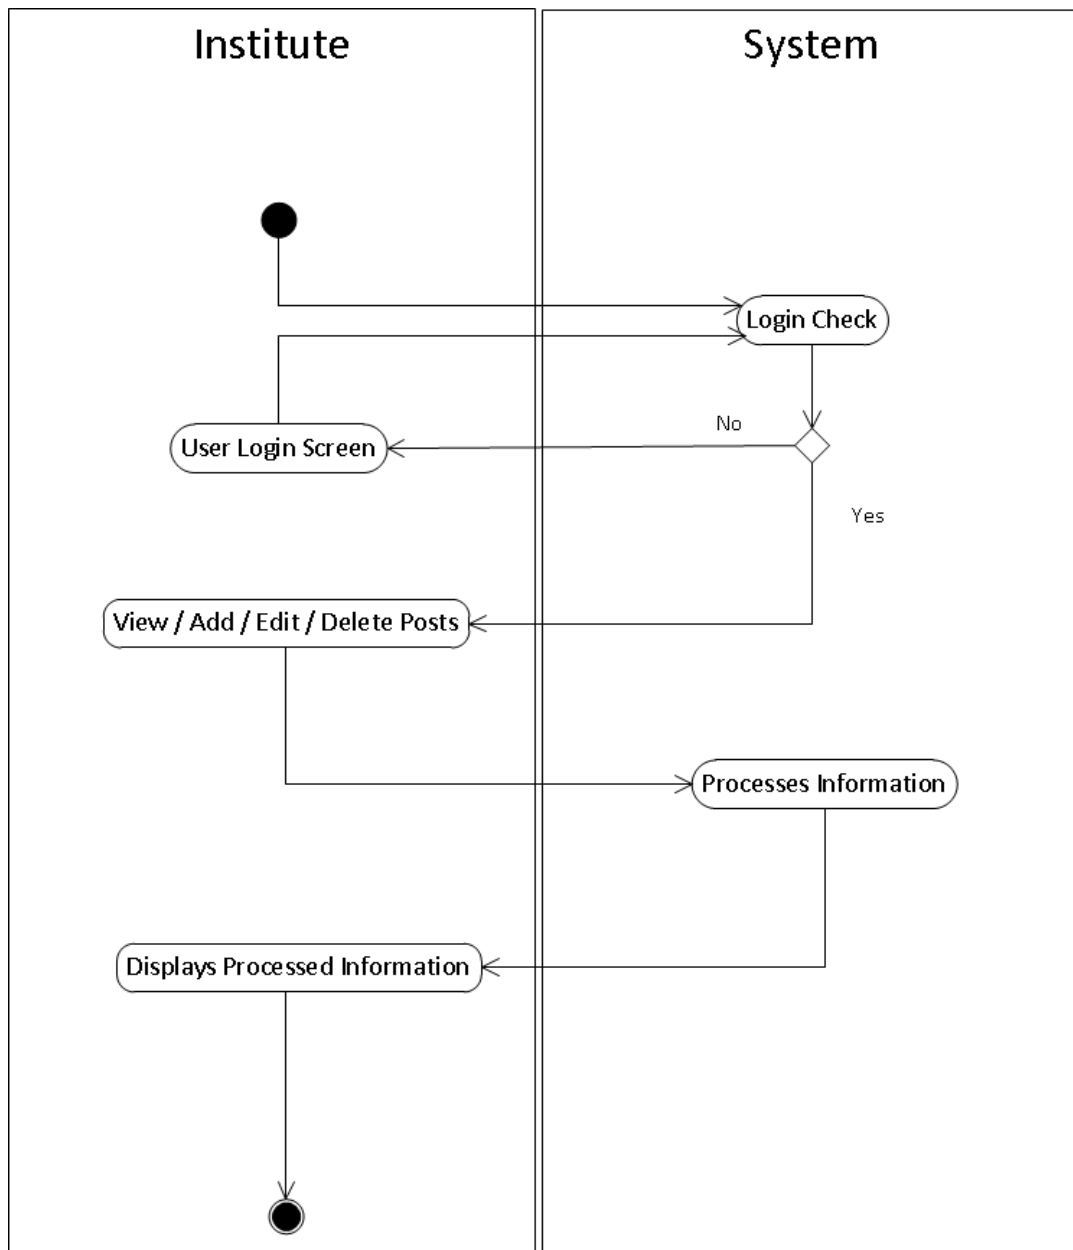 Institute
System
Login Check
No
User Login Screen
Yes
View / Add / Edit / Delete Posts
Processes Information
Displays Processed Information